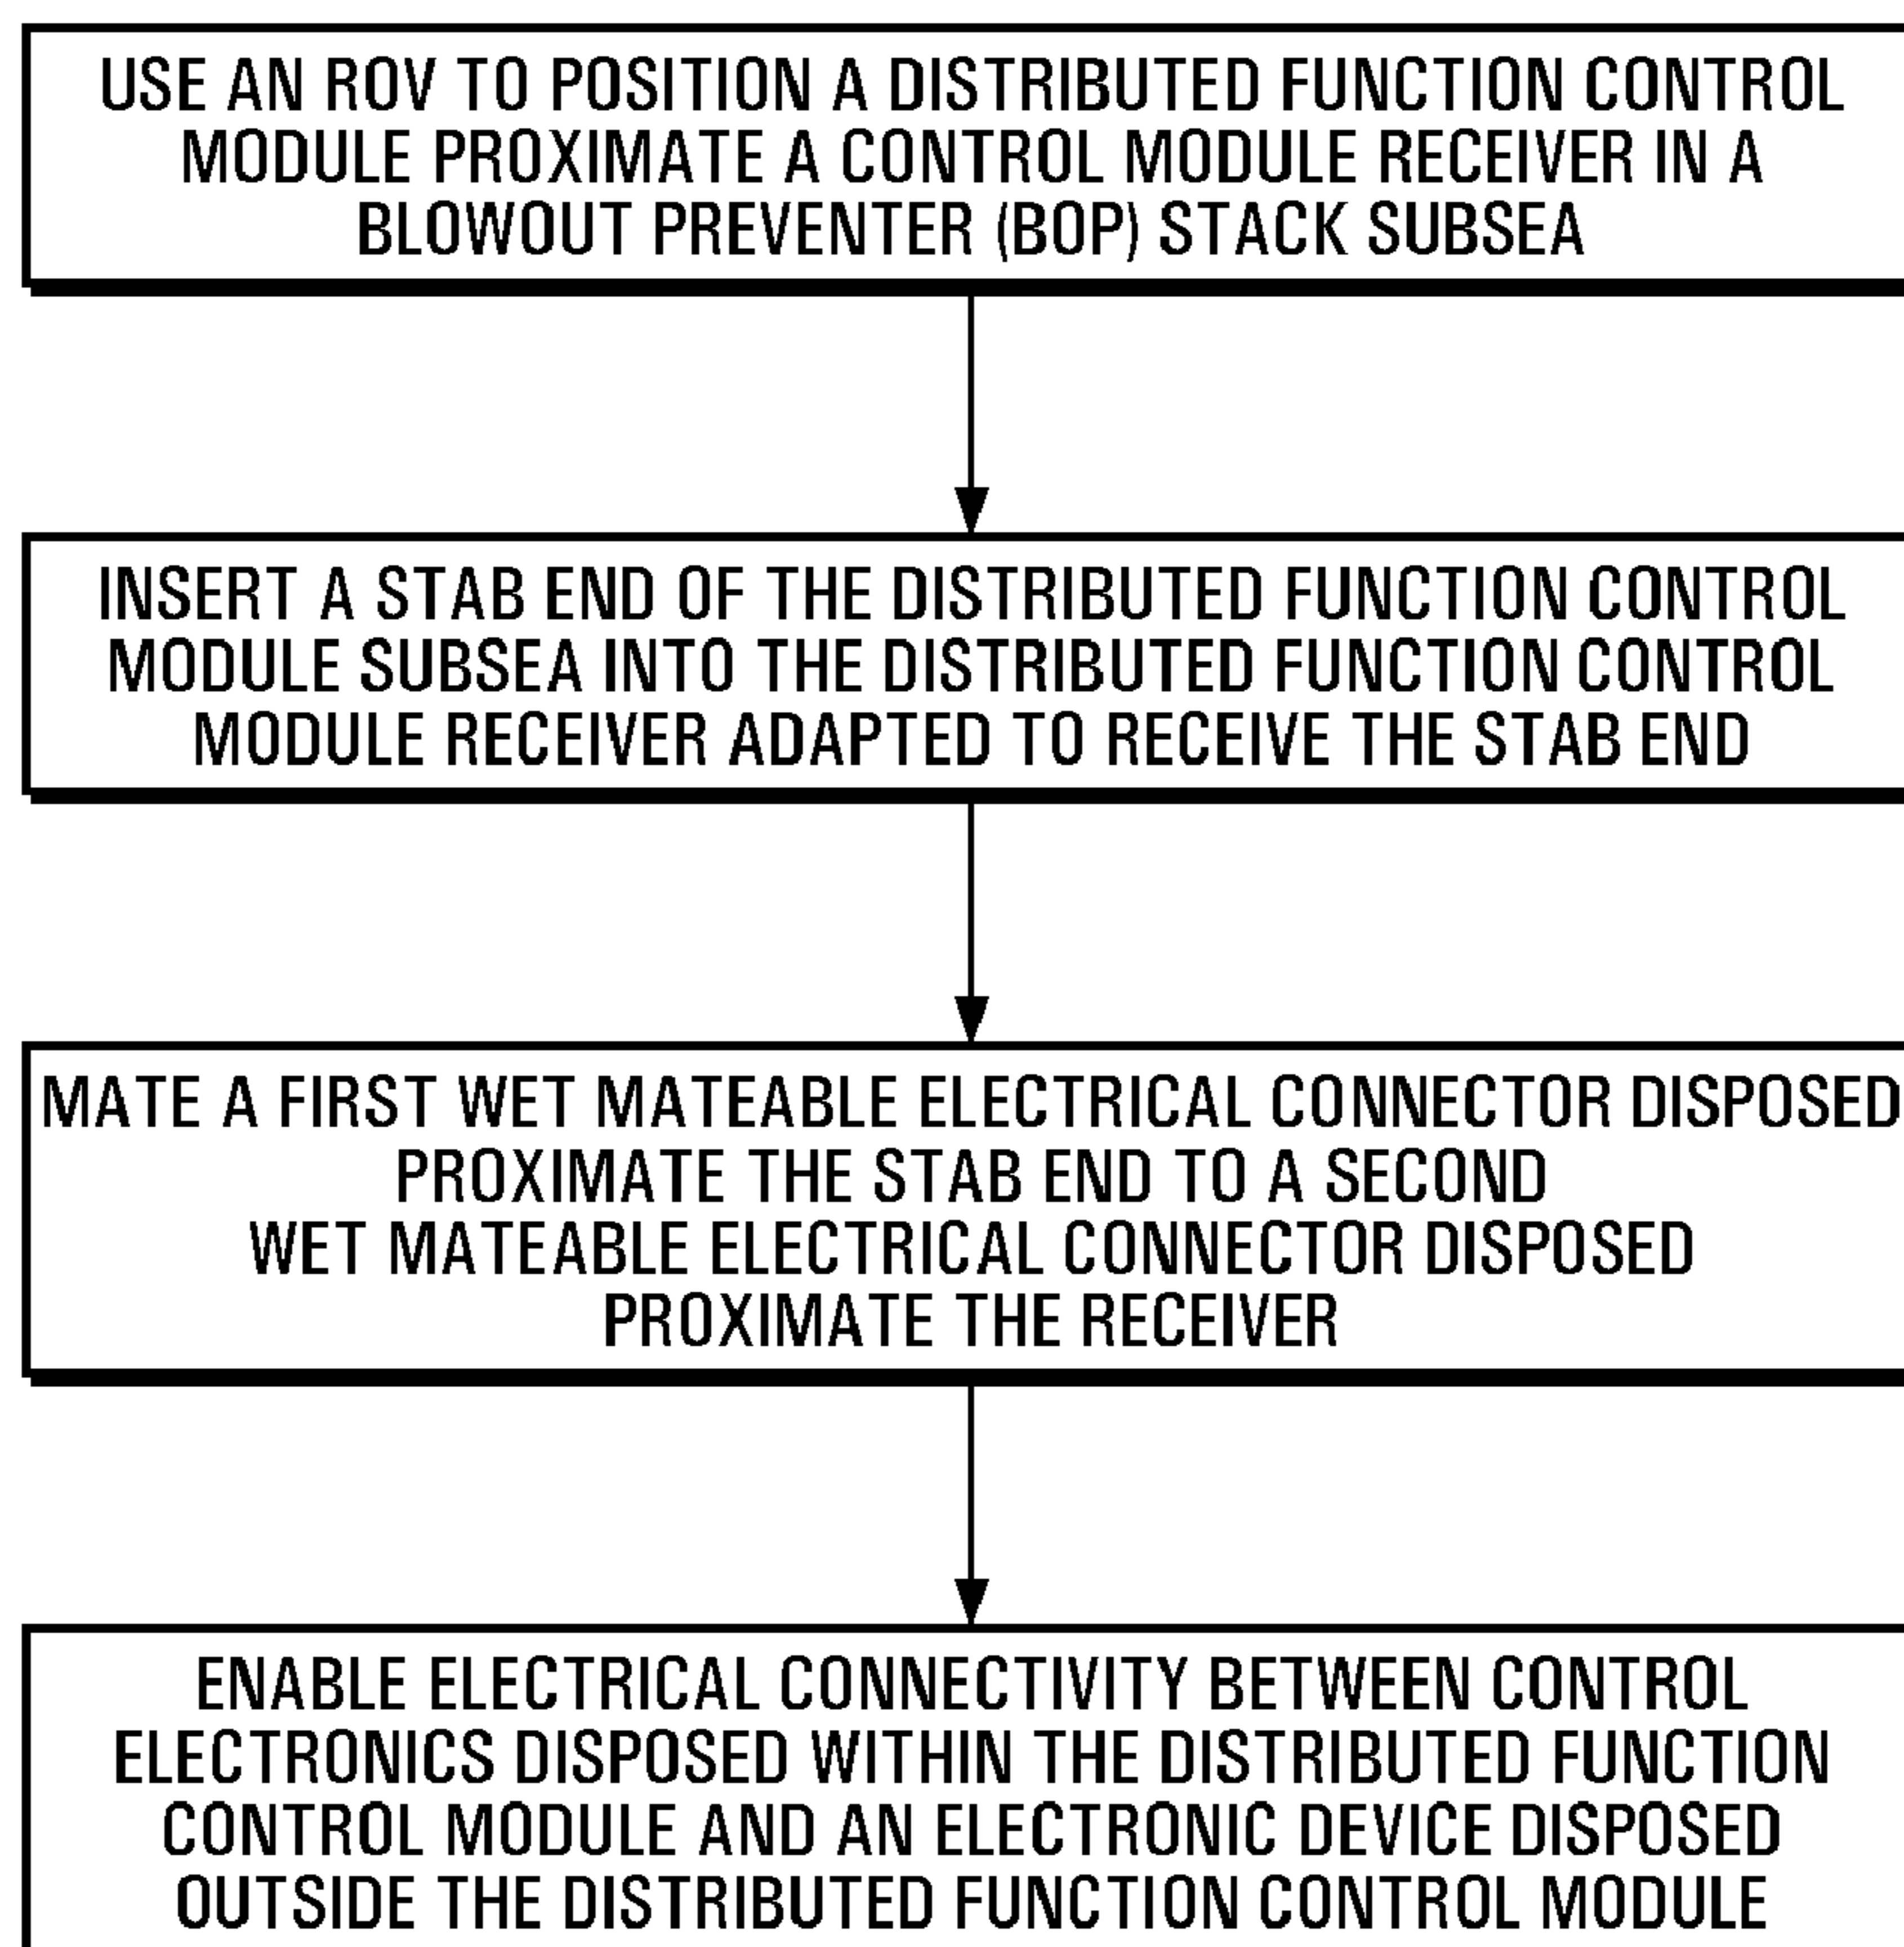 USE AN ROV TO POSITION A DISTRIBUTED FUNCTION CONTROL
MODULE PROXIMATE A CONTROL MODULE RECEIVER IN A
BLOWOUT PREVENTER (BOP) STACK SUBSEA
INSERT A STAB END OF THE DISTRIBUTED FUNCTION CONTROL
MODULE SUBSEA INTO THE DISTRIBUTED FUNCTION CONTROL
MODULE RECEIVER ADAPTED TO RECEIVE THE STAB END
MATE A FIRST WET MATEABLE ELECTRICAL CONNECTOR DISPOSED
PROXIMATE THE STAB END TO A SECOND
WET MATEABLE ELECTRICAL CONNECTOR DISPOSED
PROXIMATE THE RECEIVER
ENABLE ELECTRICAL CONNECTIVITY BETWEEN CONTROL
ELECTRONICS DISPOSED WITHIN THE DISTRIBUTED FUNCTION
CONTROL MODULE AND AN ELECTRONIC DEVICE DISPOSED
OUTSIDE THE DISTRIBUTED FUNCTION CONTROL MODULE